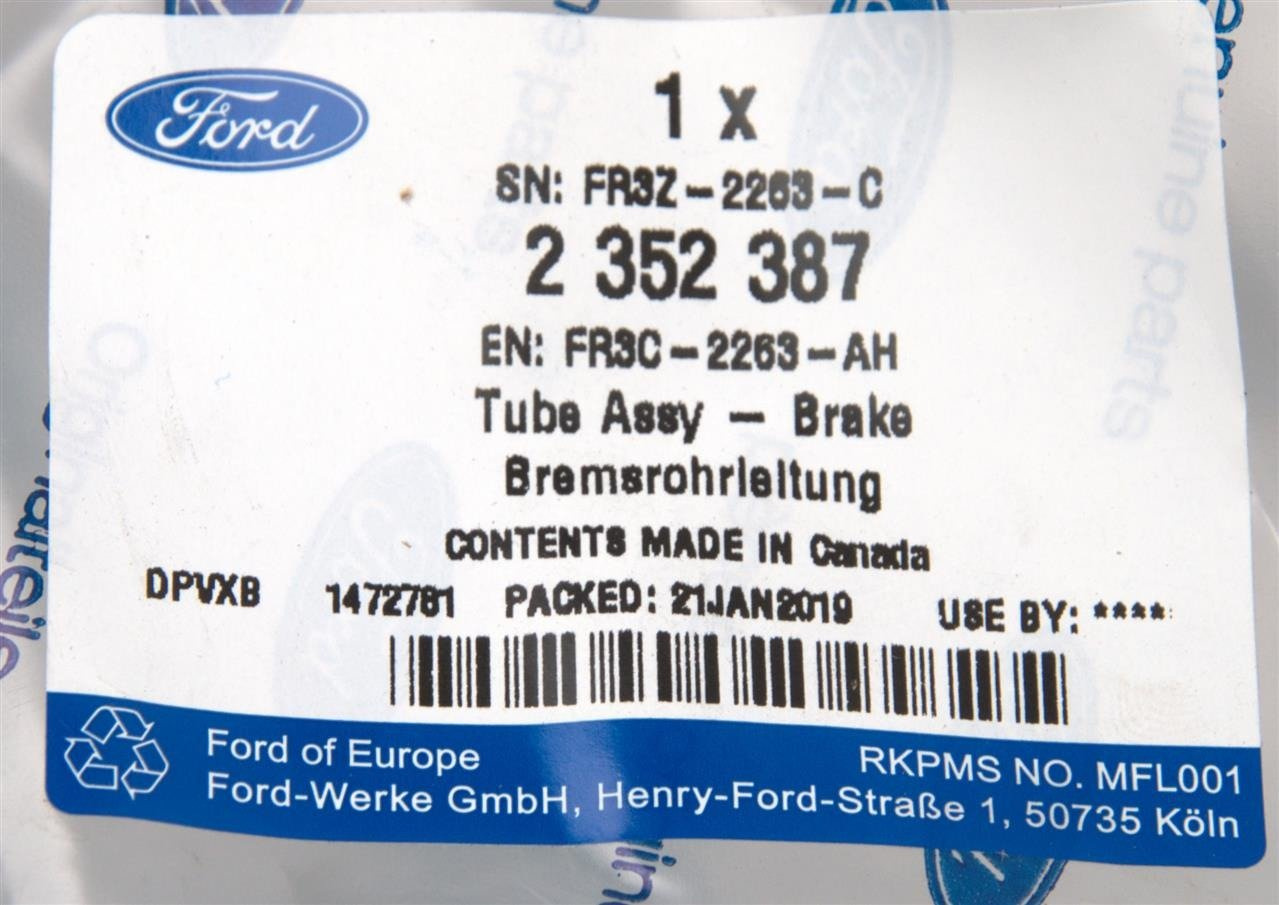 Ford
1 x
SN: FR3Z-2263-C
2 352 387
EN: FR3C-2263-AH
Tube Assy - Brake
Bremsrohrleitung
CONTENTS MADE IN Canada
DPVXB 1472781 PACKED: 21JAN2019 USE BY: ****
Ford of Europe
RKPMS NO. MFL001
Ford-Werke GmbH, Henry-Ford-Straße 1, 50735 Köln
parts
Ford